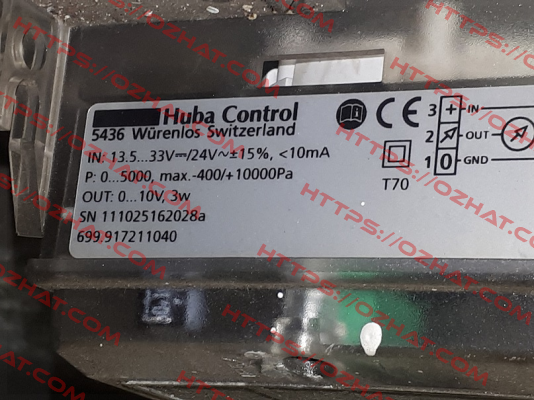 Huba Control
5436 Würenlos Switzerland
IN: 13.5...33V⎓/24V~±15%, <10mA
P: 0...5000, max.-400/+10000Pa
OUT: 0...10V, 3w
SN 111025162028a
699.917211040
CE
T70
3 + IN
2 OUT
1 0 GND
HTTPS://OZHAT.COM